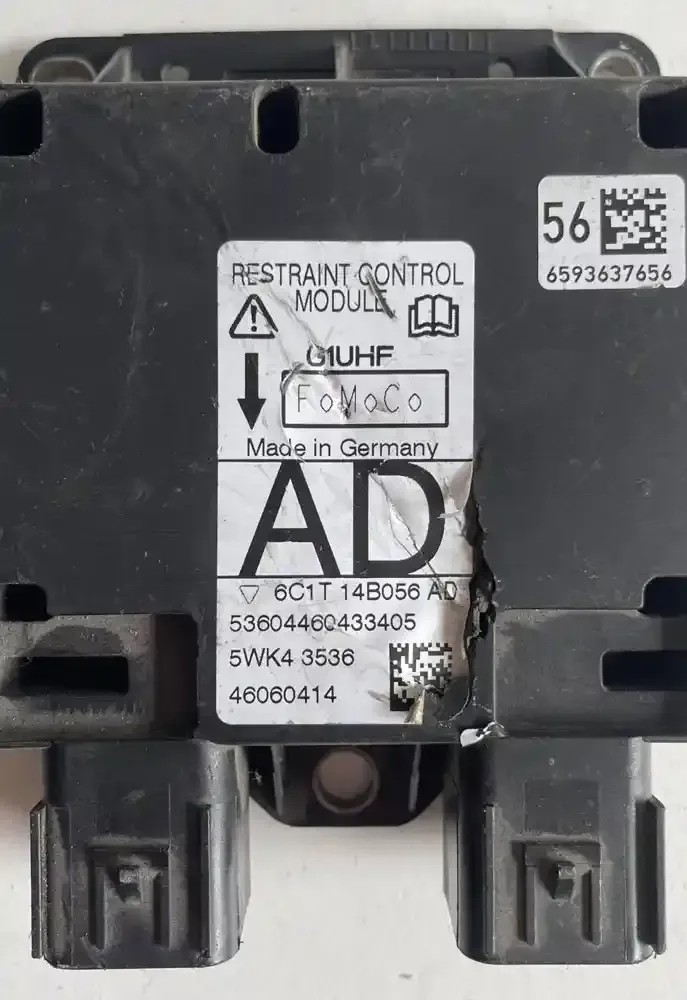 56
6593637656
RESTRAINT CONTROL
MODULE
G1UHF
FoMoCo
Made in Germany
AD
6C1T 14B056 AD
53604460433405
5WK4 3536
46060414